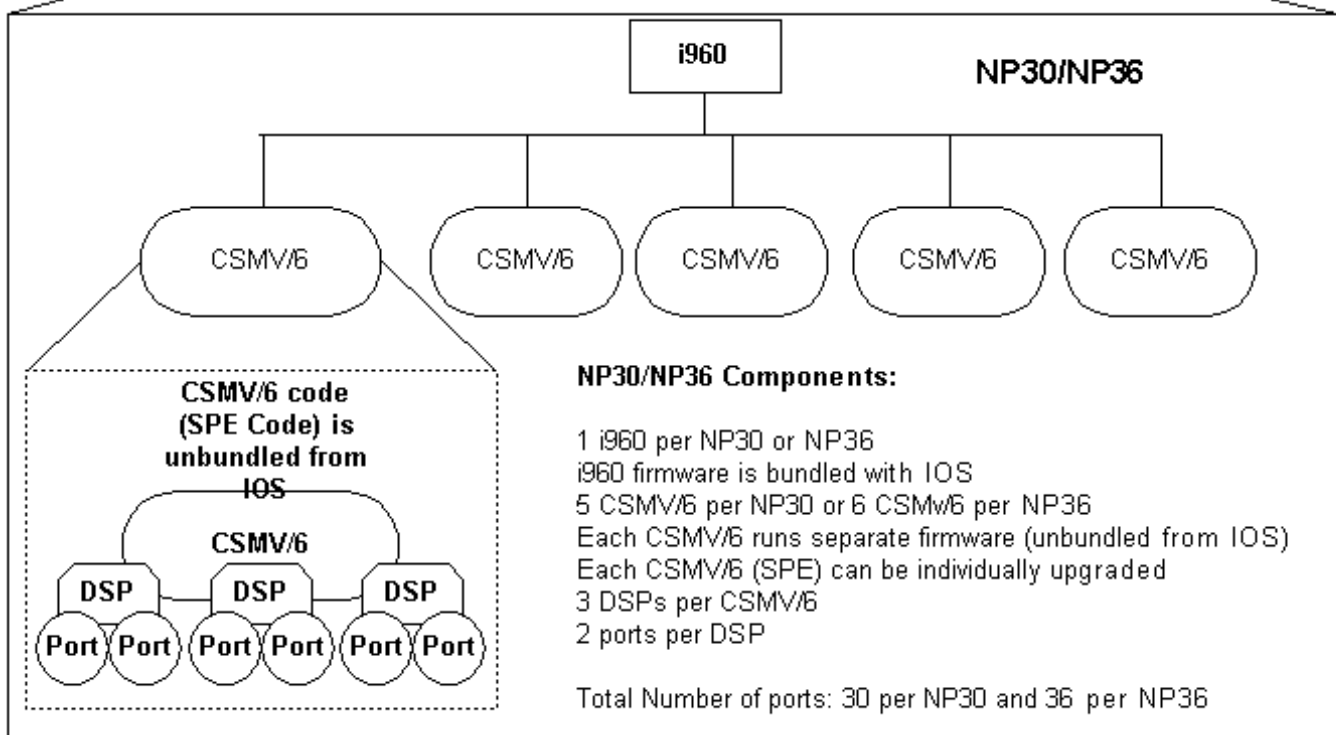 i960
NP30/NP36
CSMV/6
CSMV/6
CSMV/6
CSMV/6
CSMV/6
CSMV/6 code
(SPE Code) is
unbundled from
IOS
CSMV/6
DSP
DSP
DSP
Port
Port
Port
Port
Port
Port
NP30/NP36 Components:
1 i960 per NP30 or NP36
i960 firmware is bundled with IOS
5 CSMV/6 per NP30 or 6 CSMv/6 per NP36
Each CSMV/6 runs separate firmware (unbundled from IOS)
Each CSMV/6 (SPE) can be individually upgraded
3 DSPs per CSMV/6
2 ports per DSP
Total Number of ports: 30 per NP30 and 36 per NP36